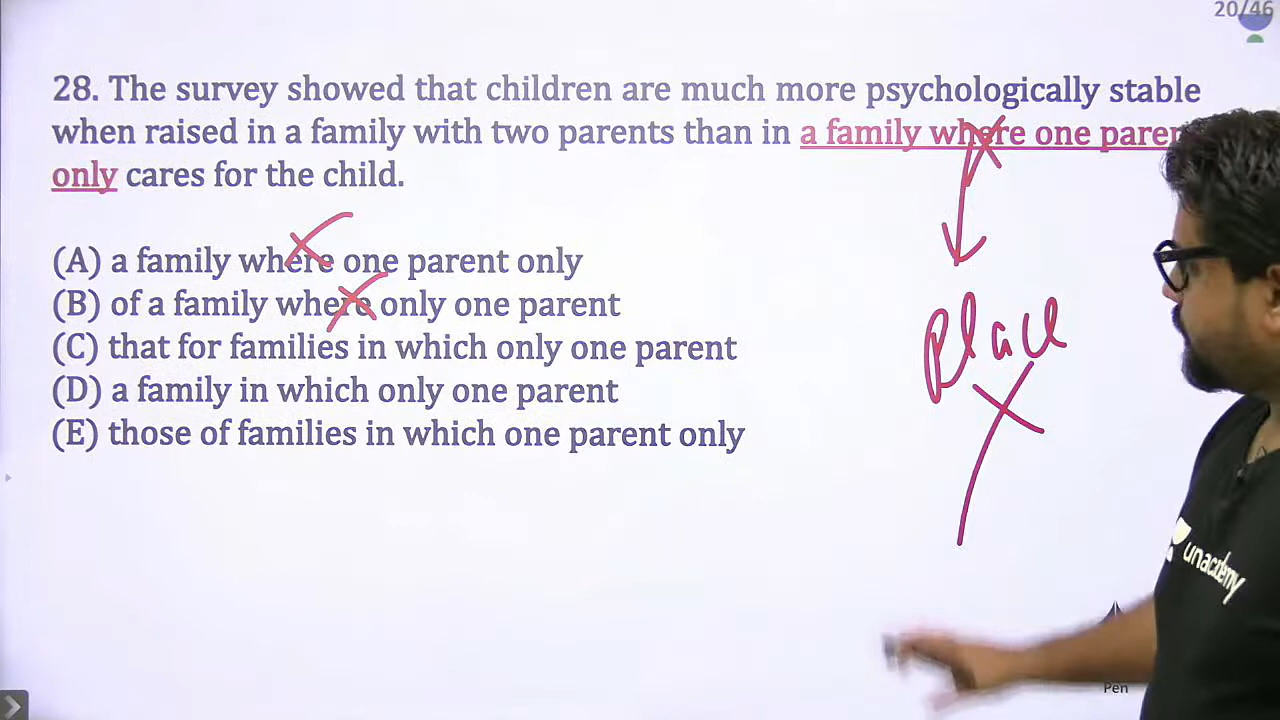 20/46
28. The survey showed that children are much more psychologically stable
when raised in a family with two parents than in a family where one
only cares for the child.
(A) a family where one parent only
(B) of a family where only one parent
(C) that for families in which only one parent
(D) a family in which only one parent
(E) those of families in which one parent only
Place
unacademy
Pen